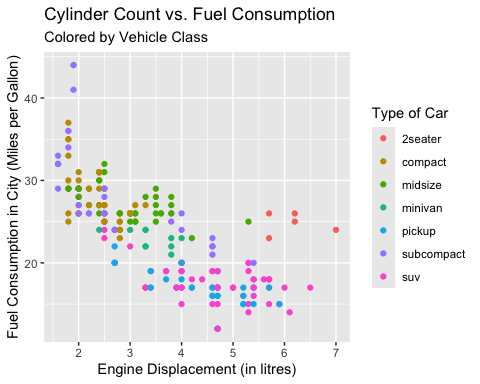 Cylinder Count vs. Fuel Consumption
Colored by Vehicle Class
Fuel Consumption in City (Miles per Gallon)
40
30
20
2
3
4
5
6
7
Engine Displacement (in litres)
Type of Car
2seater
compact
midsize
minivan
pickup
subcompact
suv